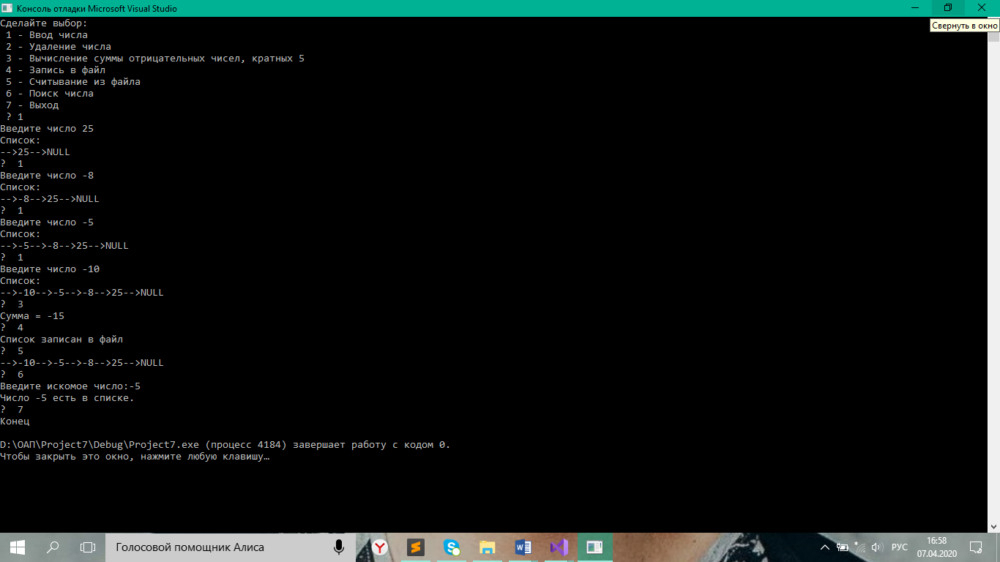 Консоль отладки Microsoft Visual Studio
Свернуть в окно
Сделайте выбор:
1 - Ввод числа
2 - Удаление числа
3 - Вычисление суммы отрицательных чисел, кратных 5
4 - Запись в файл
5 - Считывание из файла
6 - Поиск числа
7 - Выход
? 1
Введите число 25
Список:
-->25-->NULL
?  1
Введите число -8
Список:
-->-8-->25-->NULL
?  1
Введите число -5
Список:
-->-5-->-8-->25-->NULL
?  1
Введите число -10
Список:
-->-10-->-5-->-8-->25-->NULL
?  3
Сумма = -15
?  4
Список записан в файл
?  5
-->-10-->-5-->-8-->25-->NULL
?  6
Введите искомое число:-5
Число -5 есть в списке.
?  7
Конец
D:\ОАП\Project7\Debug\Project7.exe (процесс 4184) завершает работу с кодом 0.
Чтобы закрыть это окно, нажмите любую клавишу…
Голосовой помощник Алиса
РУС
16:58
07.04.2020